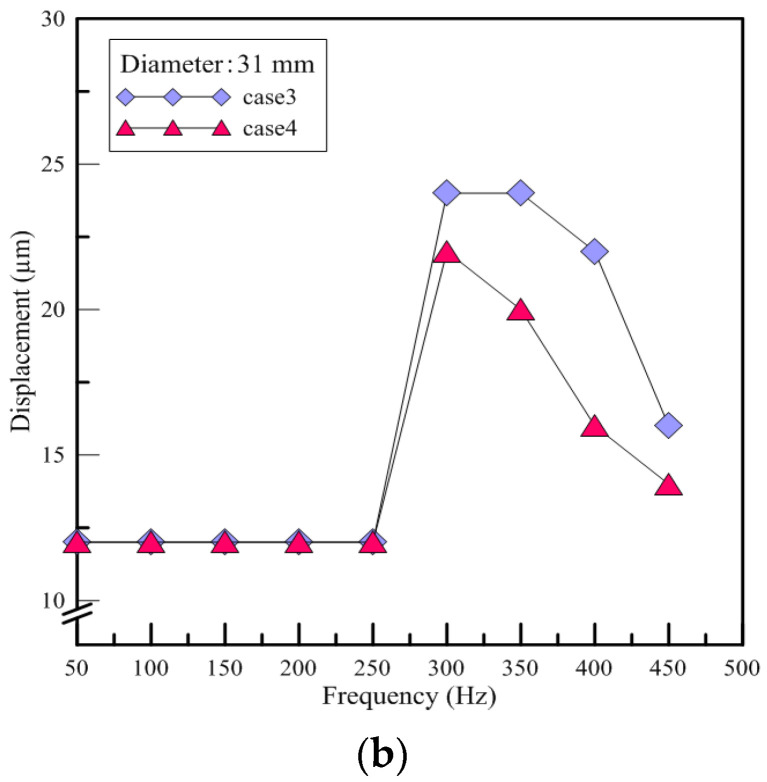 30
Diameter: 31 mm
case3
case4
25
20
15
10
Displacement (μm)
50 100 150 200 250 300 350 400 450 500
Frequency (Hz)
(b)